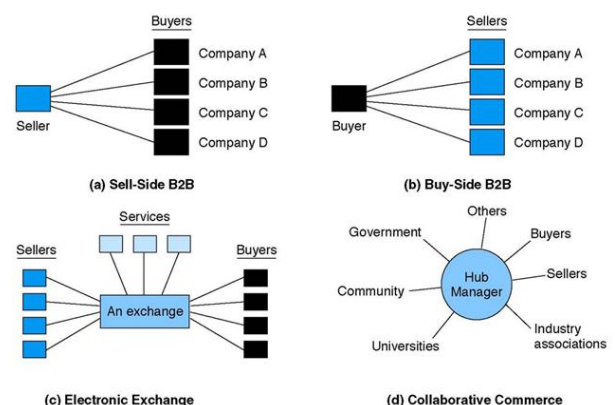 Buyers
Company A
Company B
Company C
Company D
Seller
(a) Sell-Side B2B
Sellers
Company A
Company B
Company C
Company D
Buyer
(b) Buy-Side B2B
Services
Sellers
Buyers
An exchange
(c) Electronic Exchange
Others
Government
Buyers
Hub
Manager
Sellers
Community
Industry
associations
Universities
(d) Collaborative Commerce